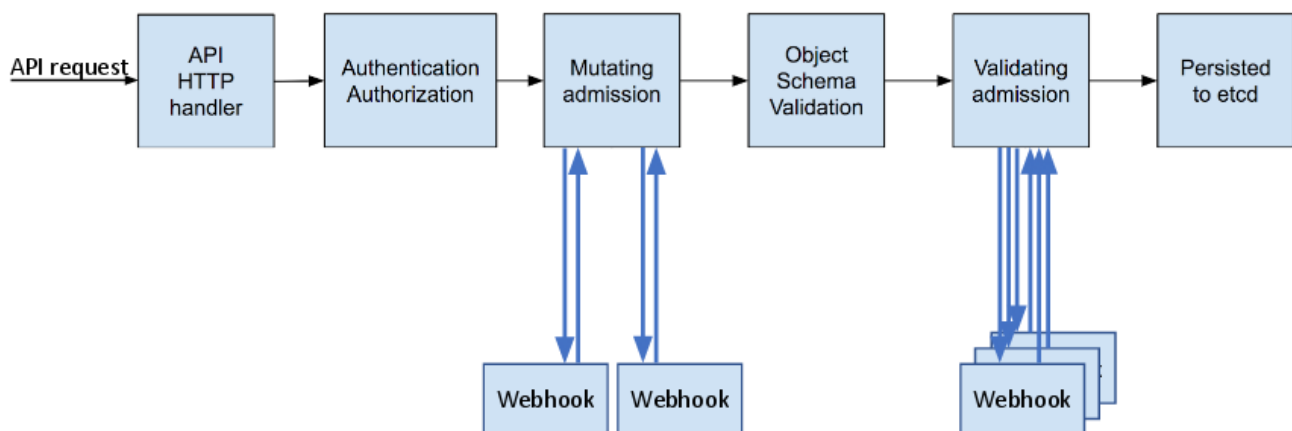 API request
API
HTTP
handler
Authentication
Authorization
Mutating
admission
Object
Schema
Validation
Validating
admission
Persisted
to etcd
Webhook
Webhook
Webhook